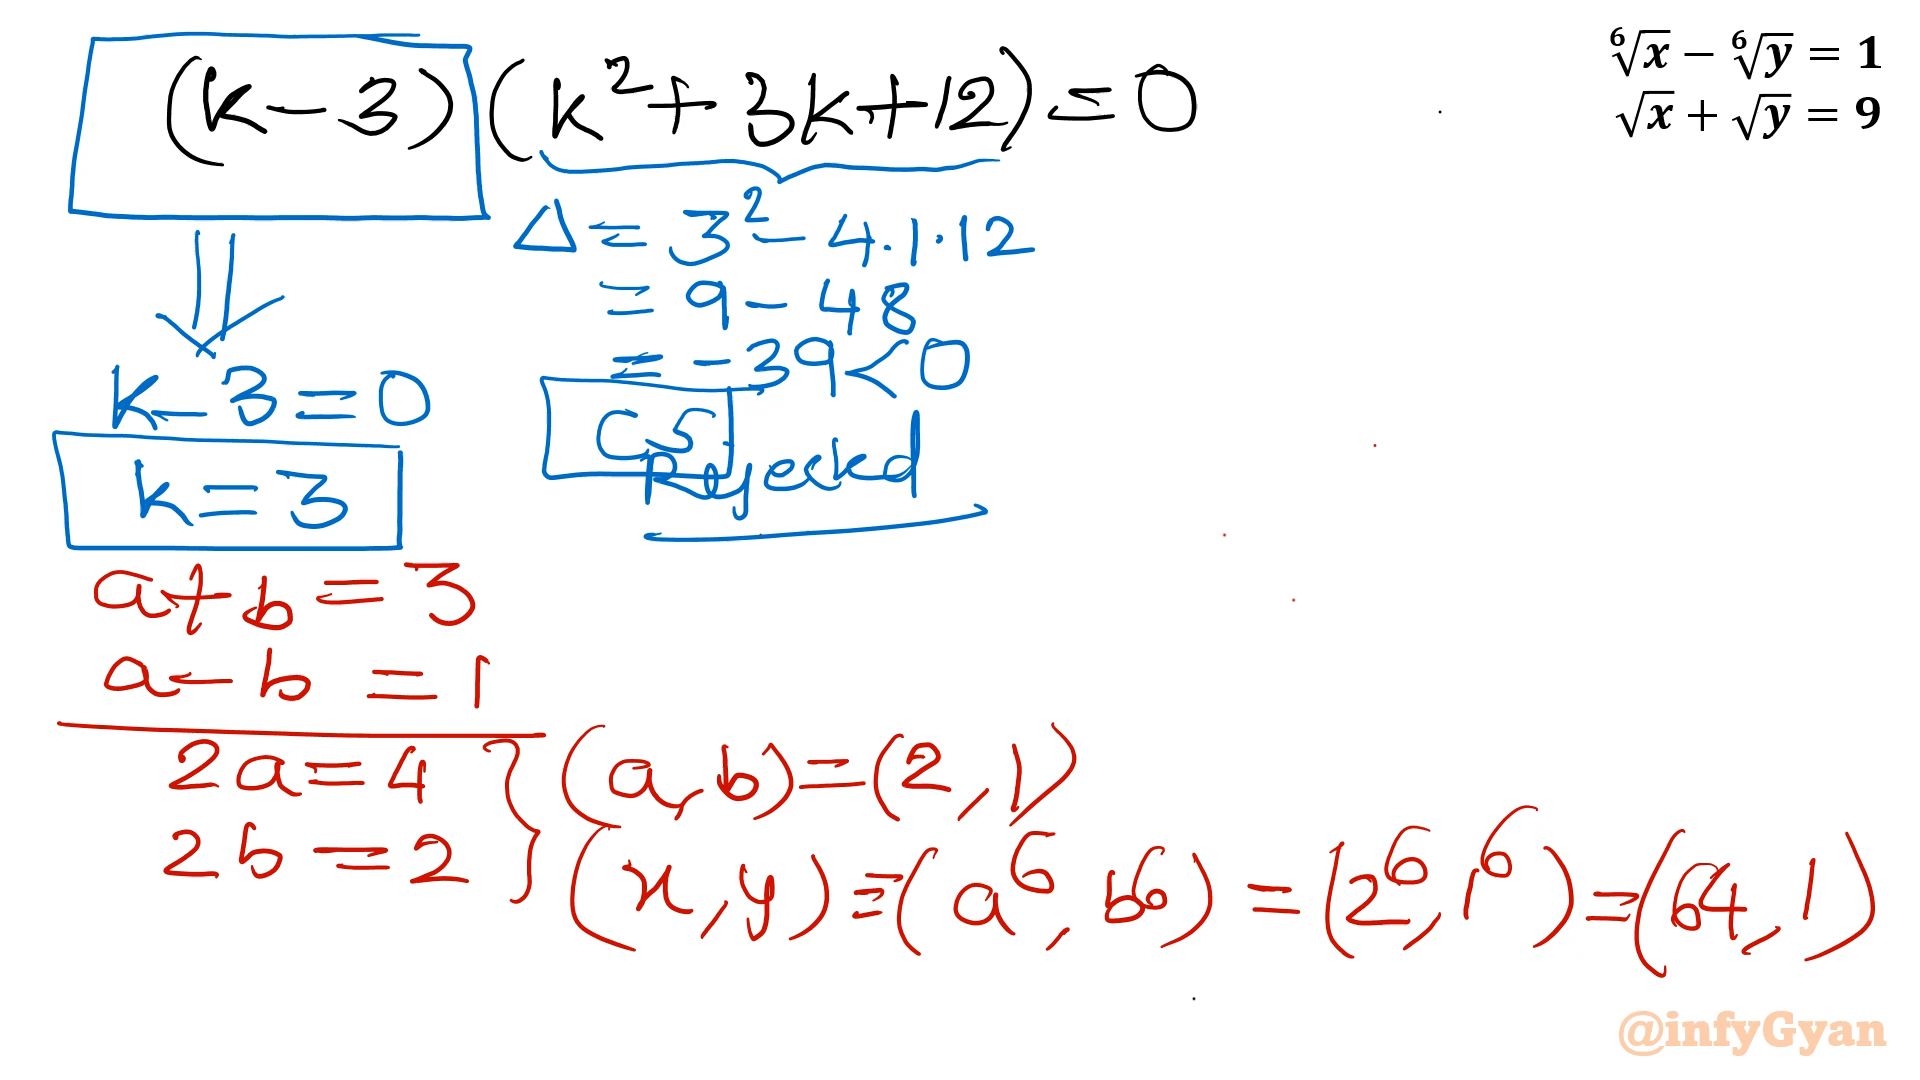 (k-3)(k²+3k+12)=0
⁶√x − ⁶√y = 1
√x + √y = 9
Δ = 3² - 4.1.12
= 9 - 48
= -39 < 0
CS
Rejected
k-3=0
k=3
a+b=3
a-b=1
2a=4
2b=2
(a,b)=(2,1)
(x,y)=(a⁶,b⁶)=(2⁶,1⁶)=(64,1)
@infyGyan